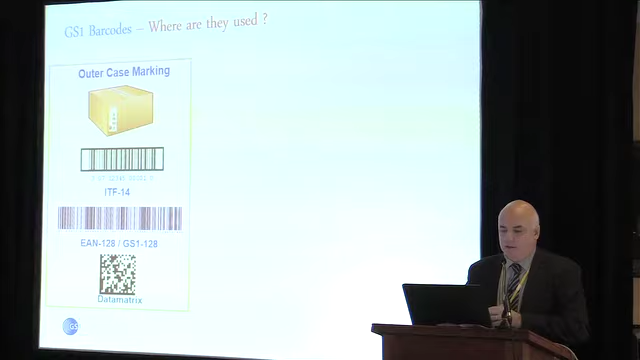 GS1 Barcodes – Where are they used ?
Outer Case Marking
ITF-14
EAN-128 / GS1-128
Datamatrix
GS1